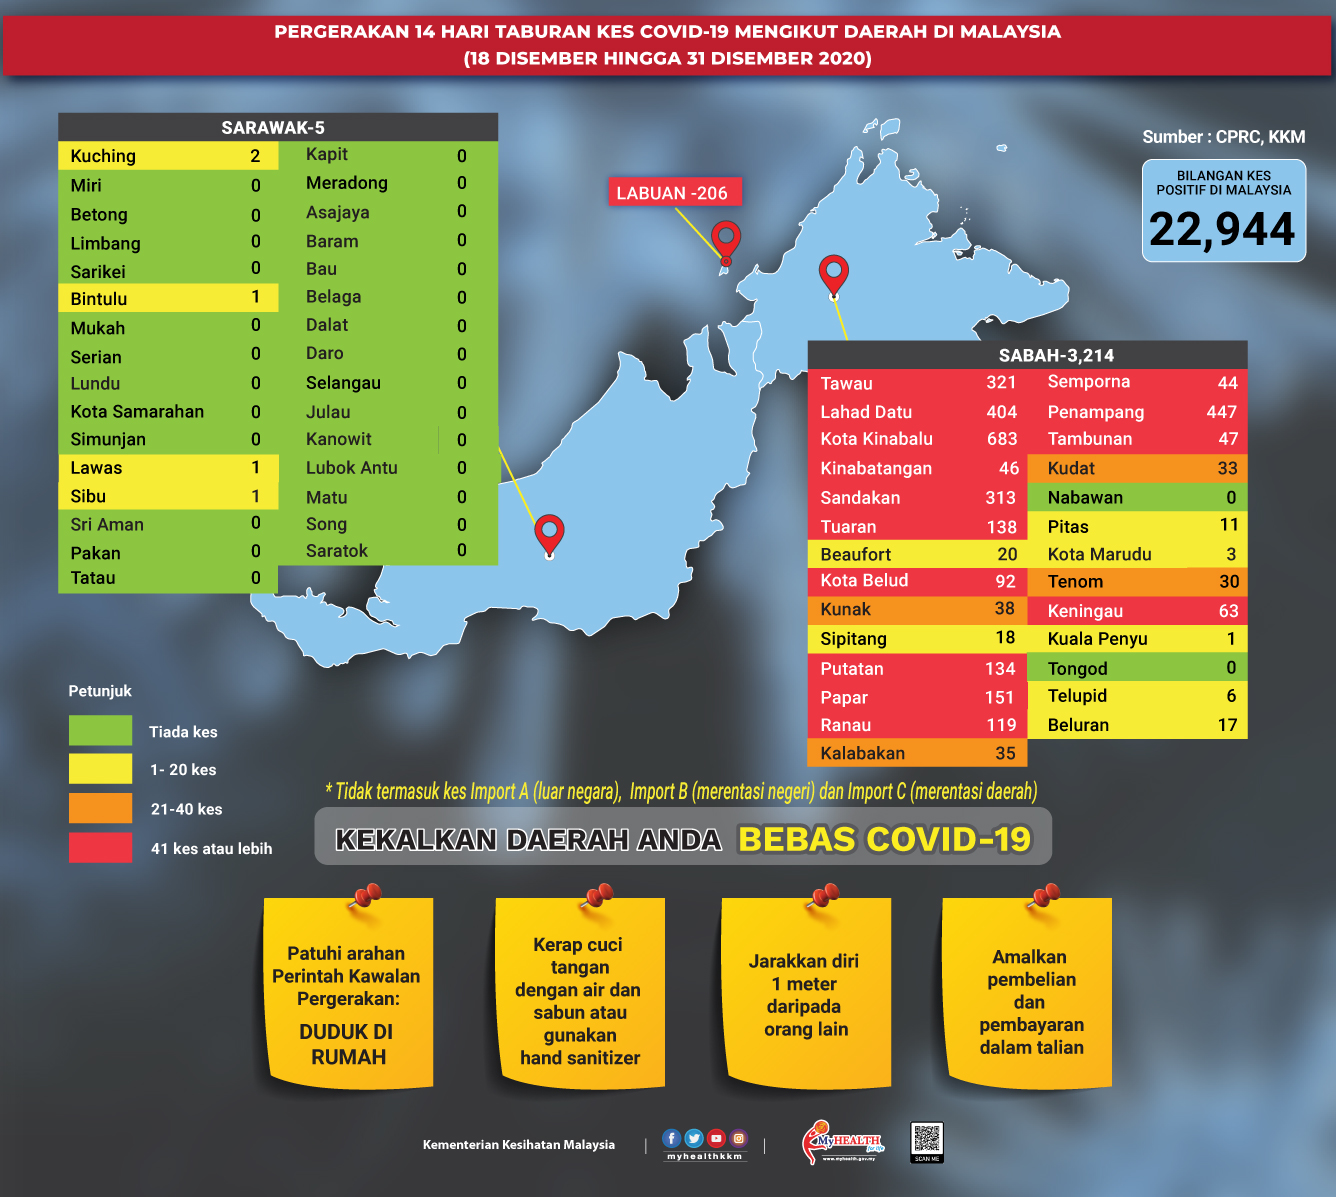 PERGERAKAN 14 HARI TABURAN KES COVID-19 MENGIKUT DAERAH DI MALAYSIA
(18 DISEMBER HINGGA 31 DISEMBER 2020)
Sumber : CPRC, KKM
BILANGAN KES
POSITIF DI MALAYSIA
22,944
SARAWAK-5
Kuching 2 Kapit 0
Miri 0 Meradong 0
Betong 0 Asajaya 0
Limbang 0 Baram 0
Sarikei 0 Bau 0
Bintulu 1 Belaga 0
Mukah 0 Dalat 0
Serian 0 Daro 0
Lundu 0 Selangau 0
Kota Samarahan 0 Julau 0
Simunjan 0 Kanowit 0
Lawas 1 Lubok Antu 0
Sibu 1 Matu 0
Sri Aman 0 Song 0
Pakan 0 Saratok 0
Tatau 0
LABUAN -206
SABAH-3,214
Tawau 321 Semporna 44
Lahad Datu 404 Penampang 447
Kota Kinabalu 683 Tambunan 47
Kinabatangan 46 Kudat 33
Sandakan 313 Nabawan 0
Tuaran 138 Pitas 11
Beaufort 20 Kota Marudu 3
Kota Belud 92 Tenom 30
Kunak 38 Keningau 63
Sipitang 18 Kuala Penyu 1
Putatan 134 Tongod 0
Papar 151 Telupid 6
Ranau 119 Beluran 17
Kalabakan 35
Petunjuk
Tiada kes
1- 20 kes
21-40 kes
41 kes atau lebih
* Tidak termasuk kes Import A (luar negara), Import B (merentasi negeri) dan Import C (merentasi daerah)
KEKALKAN DAERAH ANDA BEBAS COVID-19
Patuhi arahan
Perintah Kawalan
Pergerakan:
DUDUK DI
RUMAH
Kerap cuci
tangan
dengan air dan
sabun atau
gunakan
hand sanitizer
Jarakkan diri
1 meter
daripada
orang lain
Amalkan
pembelian
dan
pembayaran
dalam talian
Kementerian Kesihatan Malaysia
myhealthkkm
MyHEALTH
for life
www.myhealth.gov.my
SCAN ME